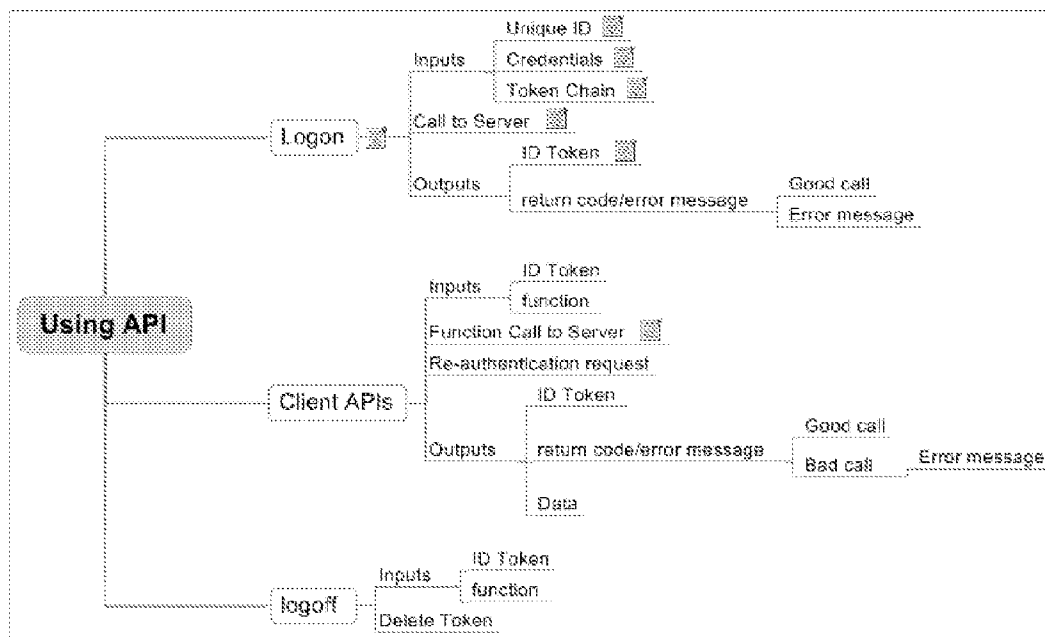 Using API
Logon
Inputs
Unique ID
Credentials
Token Chain
Call to Server
Outputs
ID Token
return code/error message
Good call
Error message
Client APIs
Inputs
ID Token
function
Function Call to Server
Re-authentication request
Outputs
ID Token
return code/error message
Good call
Bad call
Error message
Data
logoff
Inputs
ID Token
function
Delete Token